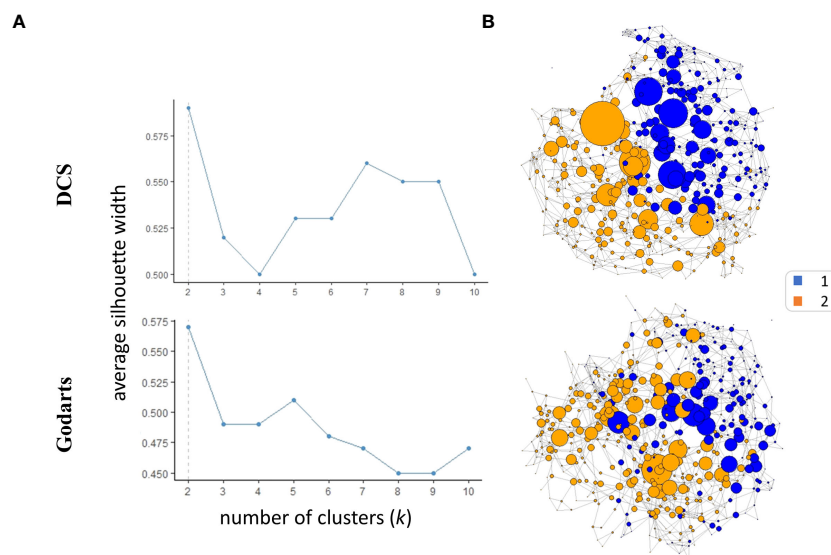 A
B
DCS
Godarts
average silhouette width
0.575
0.550
0.525
0.500
2 3 4 5 6 7 8 9 10
0.575
0.550
0.525
0.500
0.475
0.450
2 3 4 5 6 7 8 9 10
number of clusters (k)
1
2